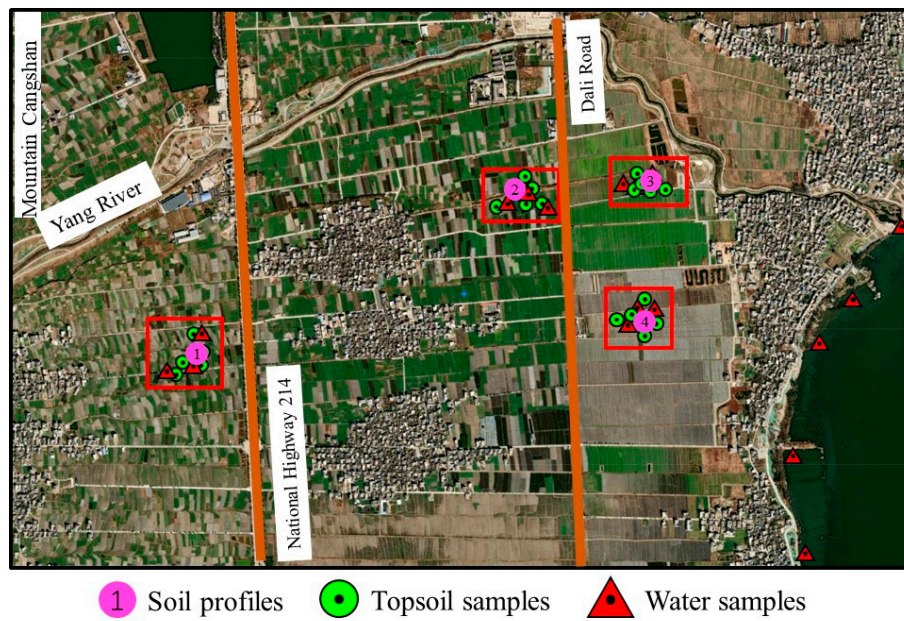 Mountain Cangshan
Yang River
National Highway 214
Dali Road
1
2
3
4
1 Soil profiles
Topsoil samples
Water samples